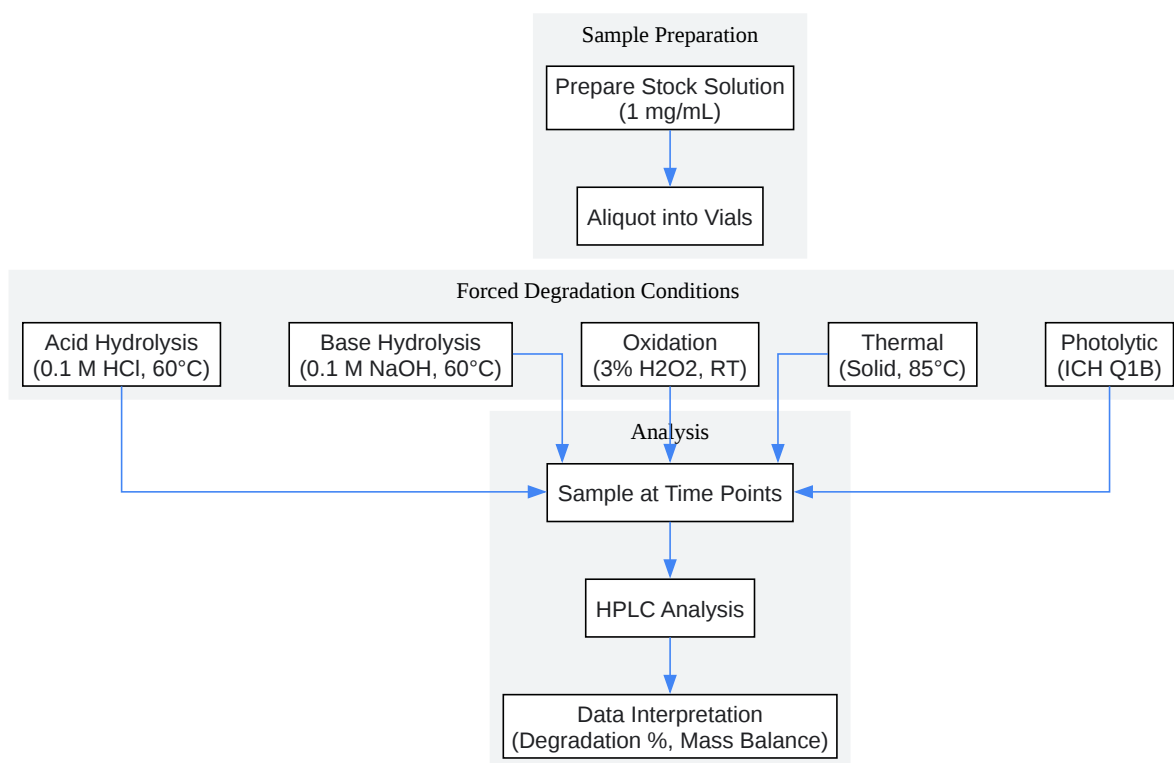 Sample Preparation
Prepare Stock Solution
(1 mg/mL)
Aliquot into Vials
Forced Degradation Conditions
Acid Hydrolysis
(0.1 M HCl, 60°C)
Base Hydrolysis
(0.1 M NaOH, 60°C)
Oxidation
(3% H2O2, RT)
Thermal
(Solid, 85°C)
Photolytic
(ICH Q1B)
Analysis
Sample at Time Points
HPLC Analysis
Data Interpretation
(Degradation %, Mass Balance)